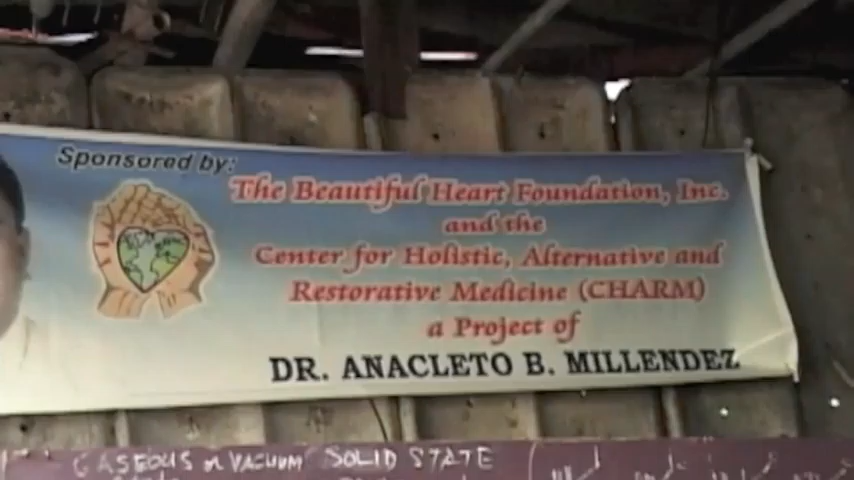 Sponsored by:
The Beautiful Heart Foundation, Inc.
and the
Center for Holistic, Alternative and
Restorative Medicine (CHARM)
a Project of
DR. ANACLETO B. MILLENDEZ
GASEOUS or VACUUM SOLID STATE